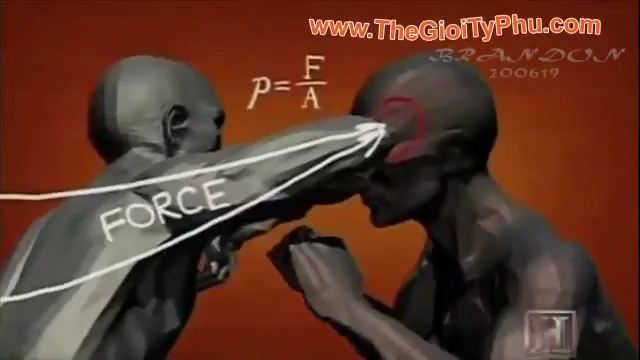 www.TheGioiTyPhu.com
BRANDON
200619
p = F/A
FORCE
H